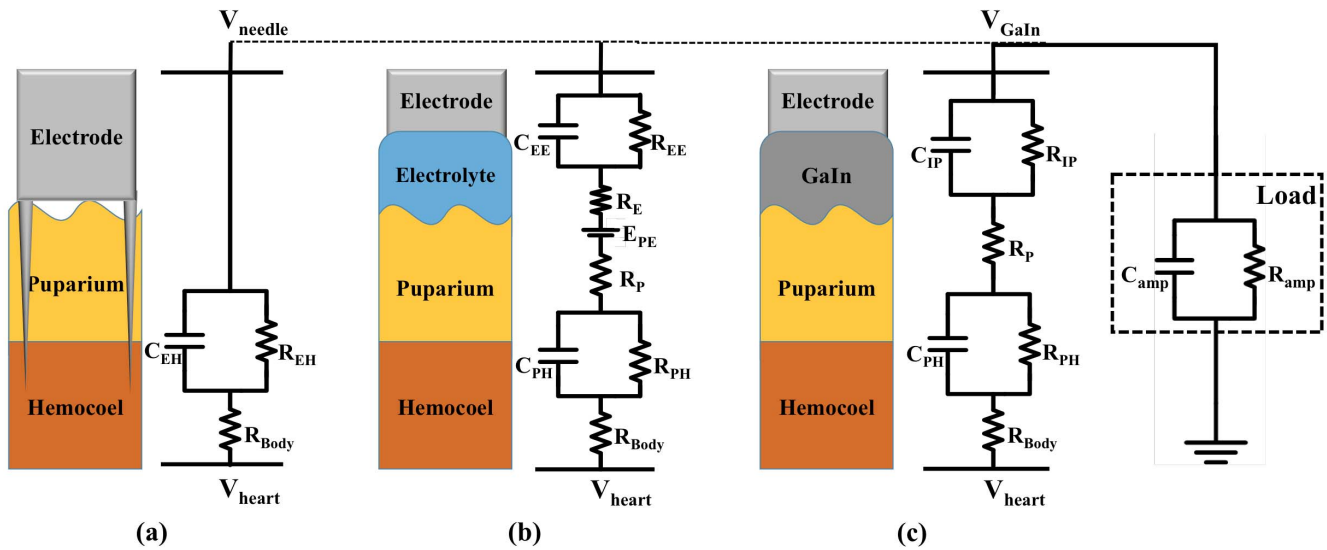 V_needle
Electrode
Puparium
Hemocoel
C_EH
R_EH
R_Body
V_heart
(a)
Electrode
Electrolyte
Puparium
Hemocoel
C_EE
R_EE
R_E
E_PE
R_P
C_PH
R_PH
R_Body
V_heart
(b)
V_GaIn
Electrode
GaIn
Puparium
Hemocoel
C_IP
R_IP
R_P
C_PH
R_PH
R_Body
V_heart
(c)
Load
C_amp
R_amp